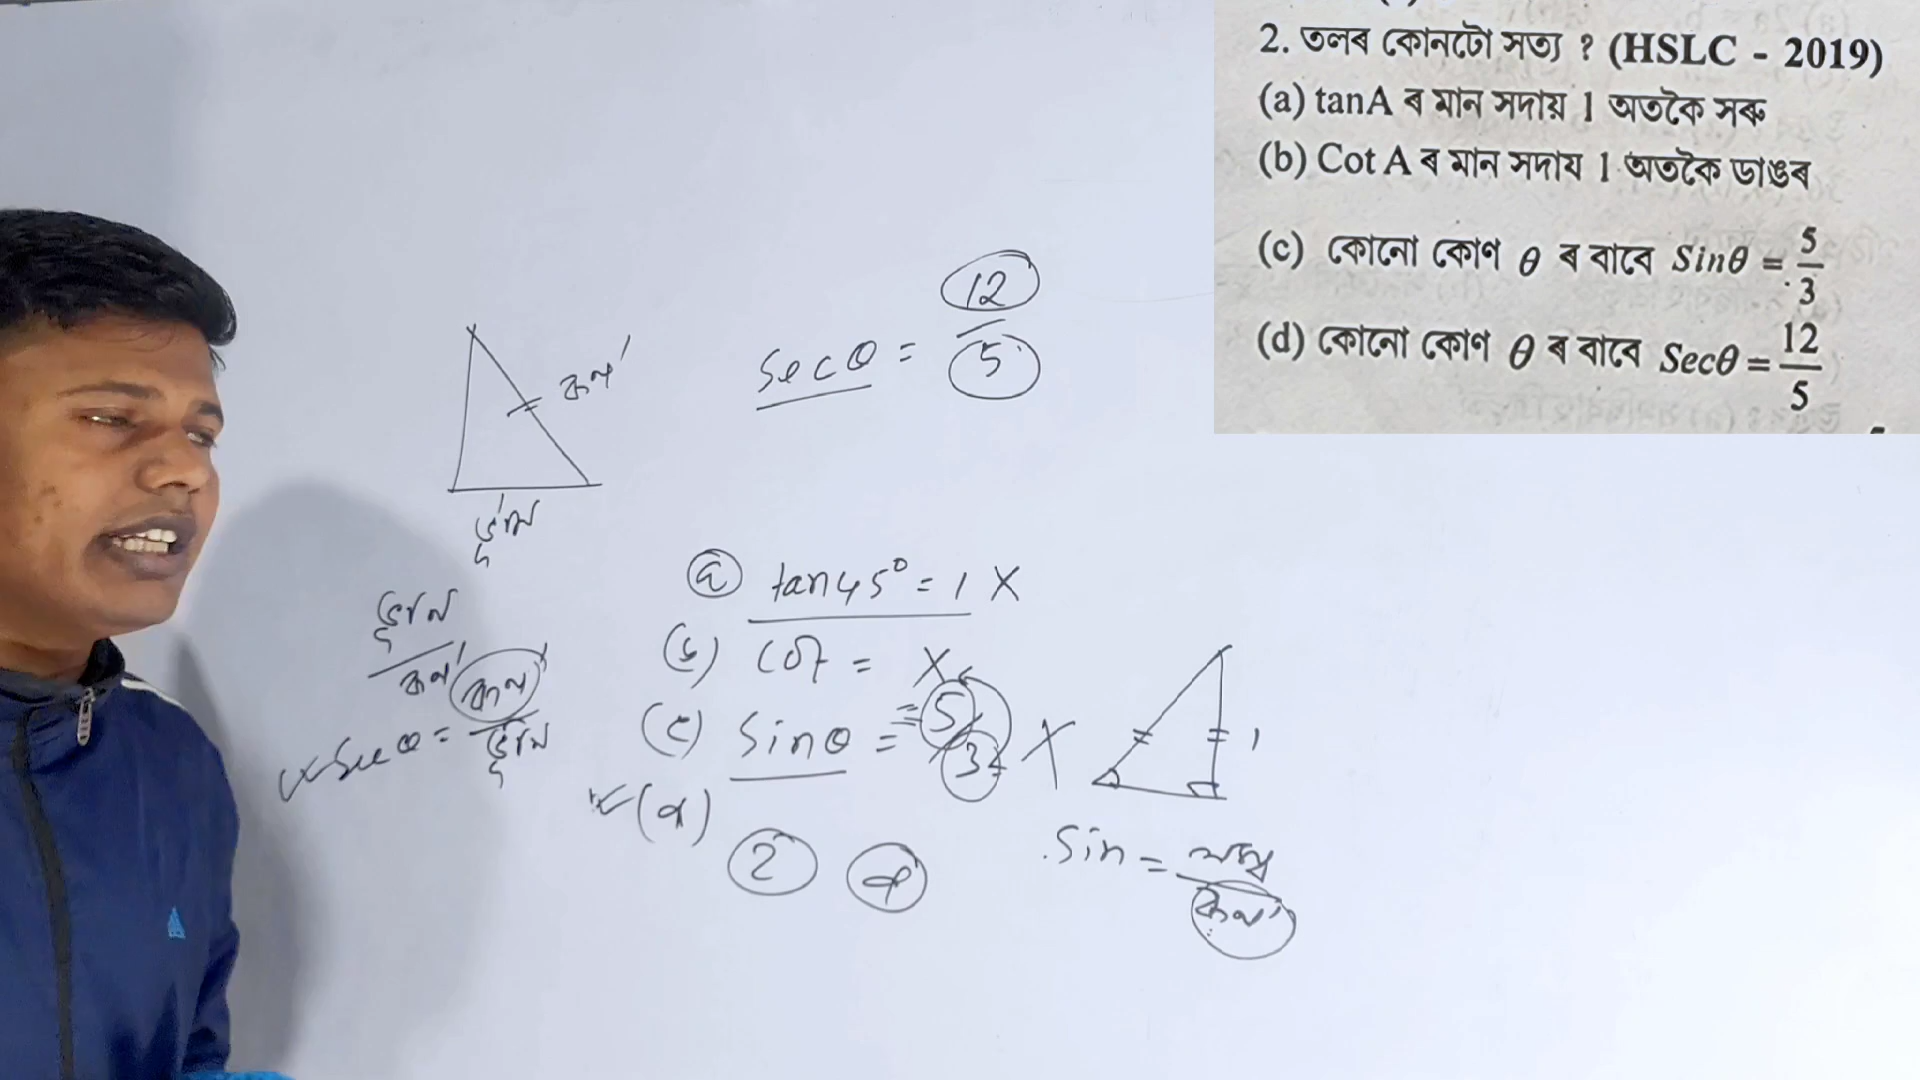 2. তলৰ কোনটো সত্য ? (HSLC - 2019)
(a) tanA ৰ মান সদায় 1 অতকৈ সৰু
(b) Cot A ৰ মান সদায 1 অতকৈ ডাঙৰ
(c) কোনো কোণ θ ৰ বাবে Sinθ = 5/3
(d) কোনো কোণ θ ৰ বাবে Secθ = 12/5
secθ = 12/5
কৰ্ণ
ভূমি
ভূমি/কৰ্ণ
secθ = কৰ্ণ/ভূমি
(a) tan45° = 1 X
(b) cot = X
(c) sinθ = 5/3 X
(d)
2 d
sin = লম্ব/কৰ্ণ